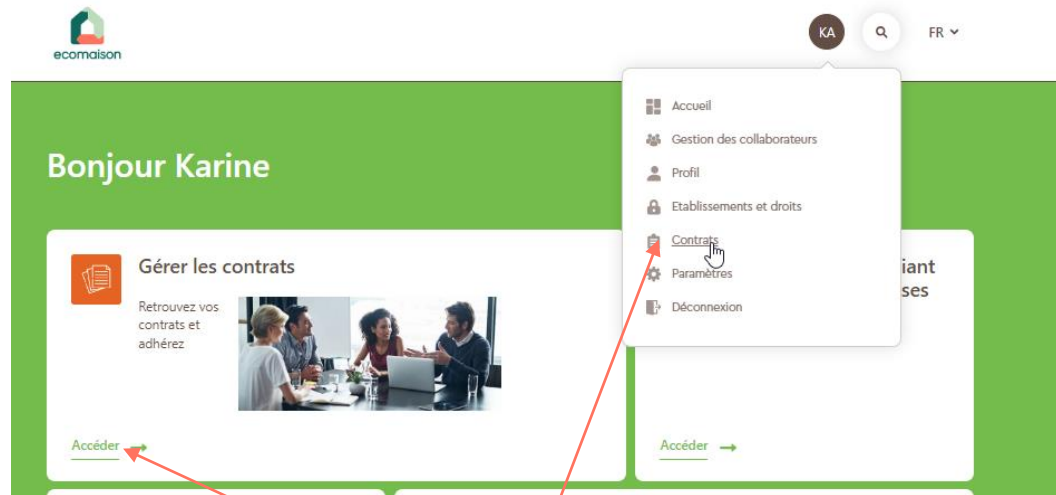 ecomaison
KA
FR
Accueil
Gestion des collaborateurs
Profil
Etablissements et droits
Contrats
Paramètres
Déconnexion
Bonjour Karine
Gérer les contrats
Retrouvez vos
contrats et
adhérez
Accéder
iant
ses
Accéder